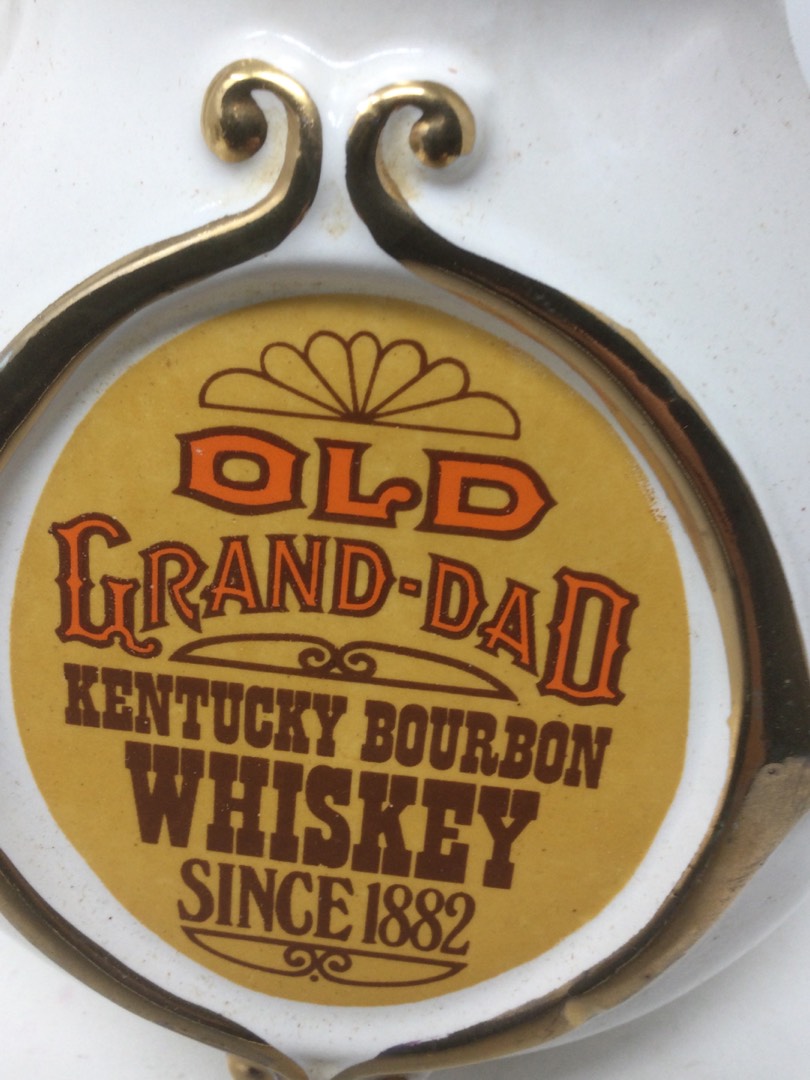 OLD
GRAND-DAD
KENTUCKY BOURBON
WHISKEY
SINCE 1882